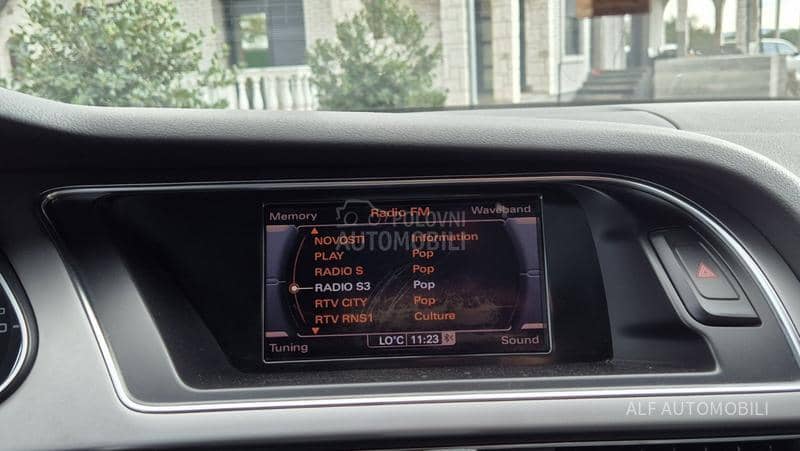 Memory Radio FM Waveband
NOVOSTI Information
PLAY Pop
RADIO S Pop
RADIO S3 Pop
RTV CITY Pop
RTV RNS1 Culture
LO°C 11:23
Tuning Sound
POLOVNI
AUTOMOBILI
ALF AUTOMOBILI